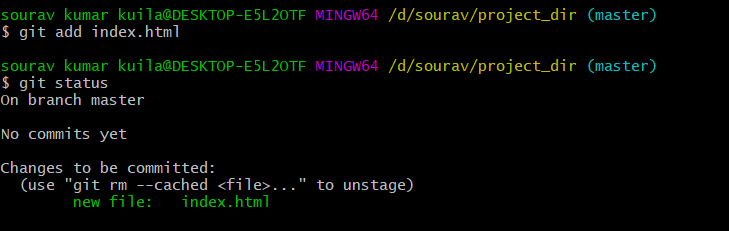 sourav kumar kuila@DESKTOP-E5L2OTF MINGW64 /d/sourav/project_dir (master)
$ git add index.html
sourav kumar kuila@DESKTOP-E5L2OTF MINGW64 /d/sourav/project_dir (master)
$ git status
On branch master
No commits yet
Changes to be committed:
  (use "git rm --cached <file>..." to unstage)
        new file:   index.html